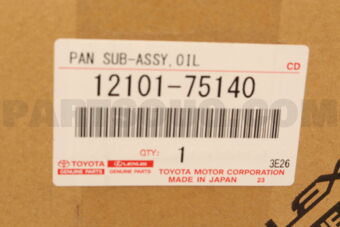 PAN SUB-ASSY, OIL
CD
12101-75140
QTY: 1
3E26
TOYOTA
GENUINE PARTS
LEXUS
GENUINE PARTS
TOYOTA MOTOR CORPORATION
MADE IN JAPAN 23
PARTSOUQ.COM